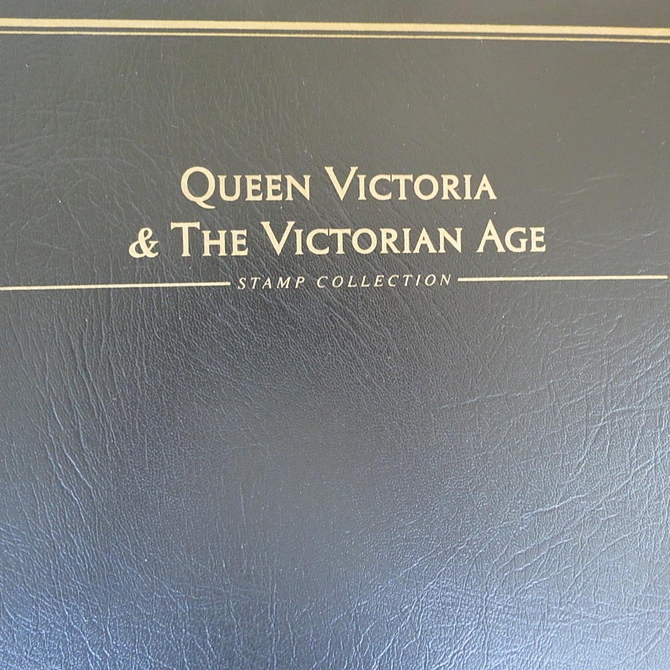 Queen Victoria
& The Victorian Age
STAMP COLLECTION